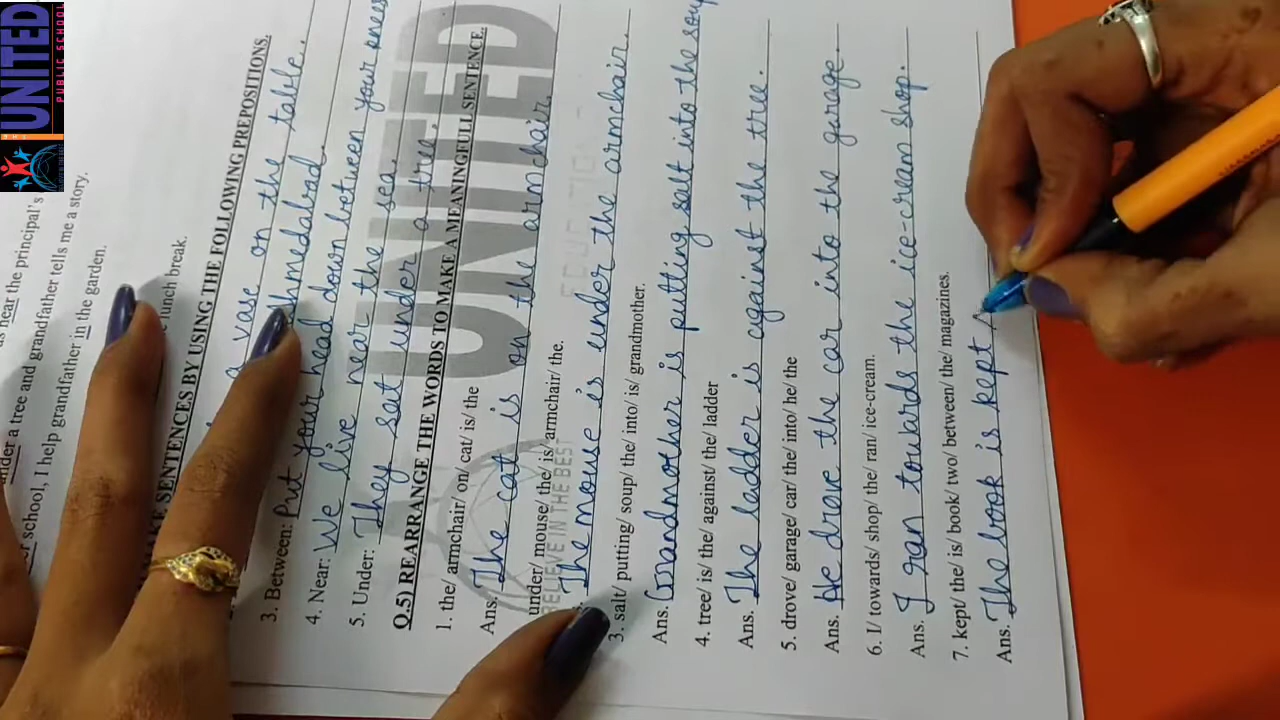 UNITED
PUBLIC SCHOOL
near the principal's
under a tree and grandfather tells me a story.
school, I help grandfather in the garden.
lunch break.
MAKE SENTENCES BY USING THE FOLLOWING PREPOSITIONS.
a vase on the table.
3. Between: Put your head down between your knees
4. Near: We live near the sea.
5. Under: They sat under a tree.
Q.5) REARRANGE THE WORDS TO MAKE A MEANINGFULL SENTENCE.
1. the/ armchair/ on/ cat/ is/ the
Ans. The cat is on the armchair.
under/ mouse/ the/ is/ armchair/ the.
The mouse is under the armchair.
3. salt/ putting/ soup/ the/ into/ is/ grandmother.
Ans. Grandmother is putting salt into the soup
4. tree/ is/ the/ against/ the/ ladder
Ans. The ladder is against the tree.
5. drove/ garage/ car/ the/ into/ he/ the
Ans. He drove the car into the garage.
6. I/ towards/ shop/ the/ ran/ ice-cream.
Ans. I ran towards the ice-cream shop.
7. kept/ the/ is/ book/ two/ between/ the/ magazines.
Ans. The book is kept
UNITED
UNITED
BELIEVE IN THE BEST